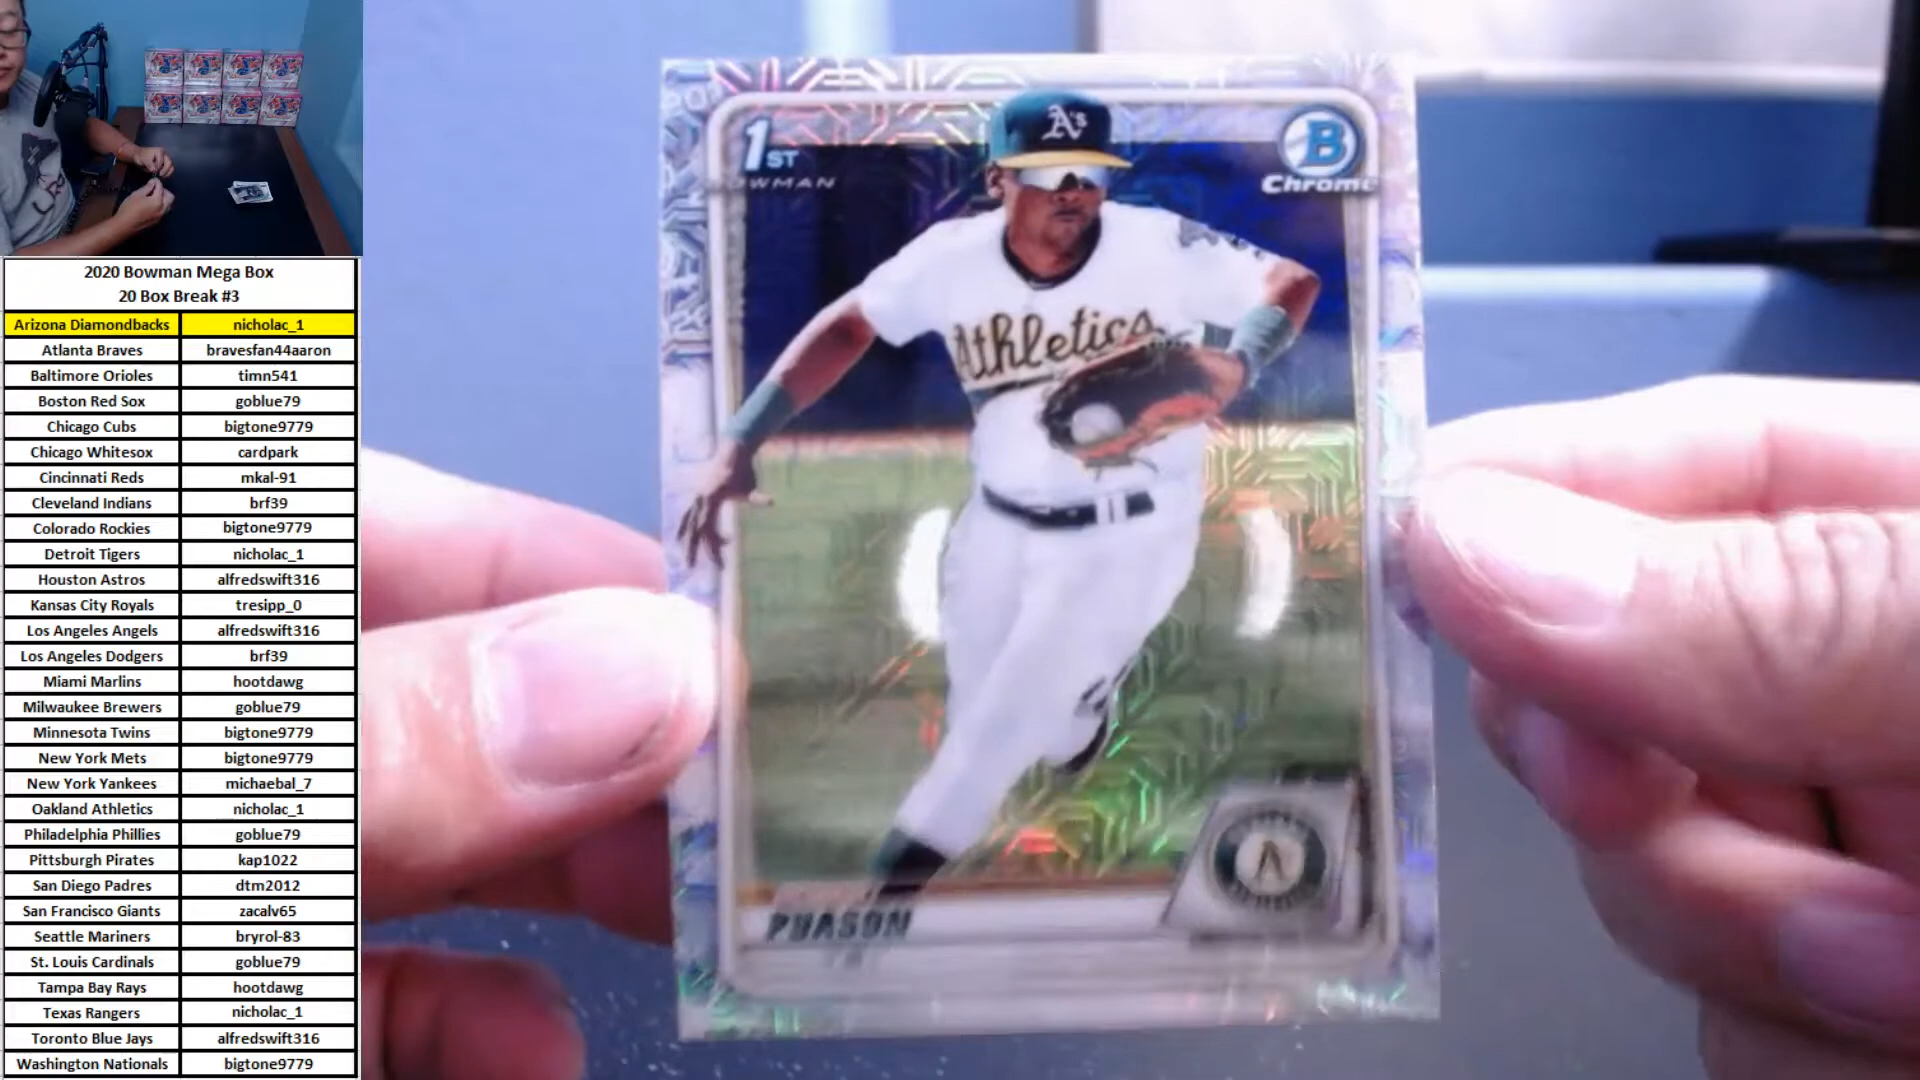 2020 Bowman Mega Box
20 Box Break #3
Arizona Diamondbacks nicholac_1
Atlanta Braves bravesfan44aaron
Baltimore Orioles timn541
Boston Red Sox goblue79
Chicago Cubs bigtone9779
Chicago Whitesox cardpark
Cincinnati Reds mkal-91
Cleveland Indians brf39
Colorado Rockies bigtone9779
Detroit Tigers nicholac_1
Houston Astros alfredswift316
Kansas City Royals tresipp_0
Los Angeles Angels alfredswift316
Los Angeles Dodgers brf39
Miami Marlins hootdawg
Milwaukee Brewers goblue79
Minnesota Twins bigtone9779
New York Mets bigtone9779
New York Yankees michaebal_7
Oakland Athletics nicholac_1
Philadelphia Phillies goblue79
Pittsburgh Pirates kap1022
San Diego Padres dtm2012
San Francisco Giants zacalv65
Seattle Mariners bryrol-83
St. Louis Cardinals goblue79
Tampa Bay Rays hootdawg
Texas Rangers nicholac_1
Toronto Blue Jays alfredswift316
Washington Nationals bigtone9779
1ST
BOWMAN
B
Chrome
A's
Athletics
PUASON